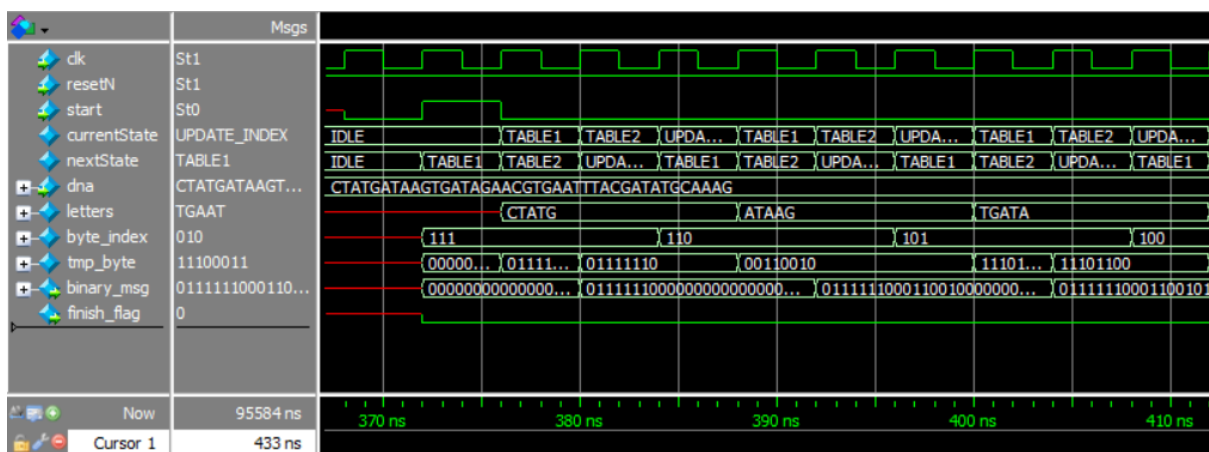 Msgs
clk St1
resetN St1
start St0
currentState UPDATE_INDEX IDLE TABLE1 TABLE2 UPDA... TABLE1 TABLE2 UPDA... TABLE1 TABLE2 UPDA...
nextState TABLE1 IDLE TABLE1 TABLE2 UPDA... TABLE1 TABLE2 UPDA... TABLE1 TABLE2 UPDA... TABLE1
dna CTATGATAAGT... CTATGATAAGTGATAGAACGTGAATTTACGATATGCAAAG
letters TGAAT CTATG ATAAG TGATA
byte_index 010 111 110 101 100
tmp_byte 11100011 00000... 01111... 01111110 00110010 11101... 11101100
binary_msg 0111111000110... 00000000000000... 0111111000000000000000... 0111111000110010000000... 01111110001100101
finish_flag 0
Now 95584 ns 370 ns 380 ns 390 ns 400 ns 410 ns
Cursor 1 433 ns